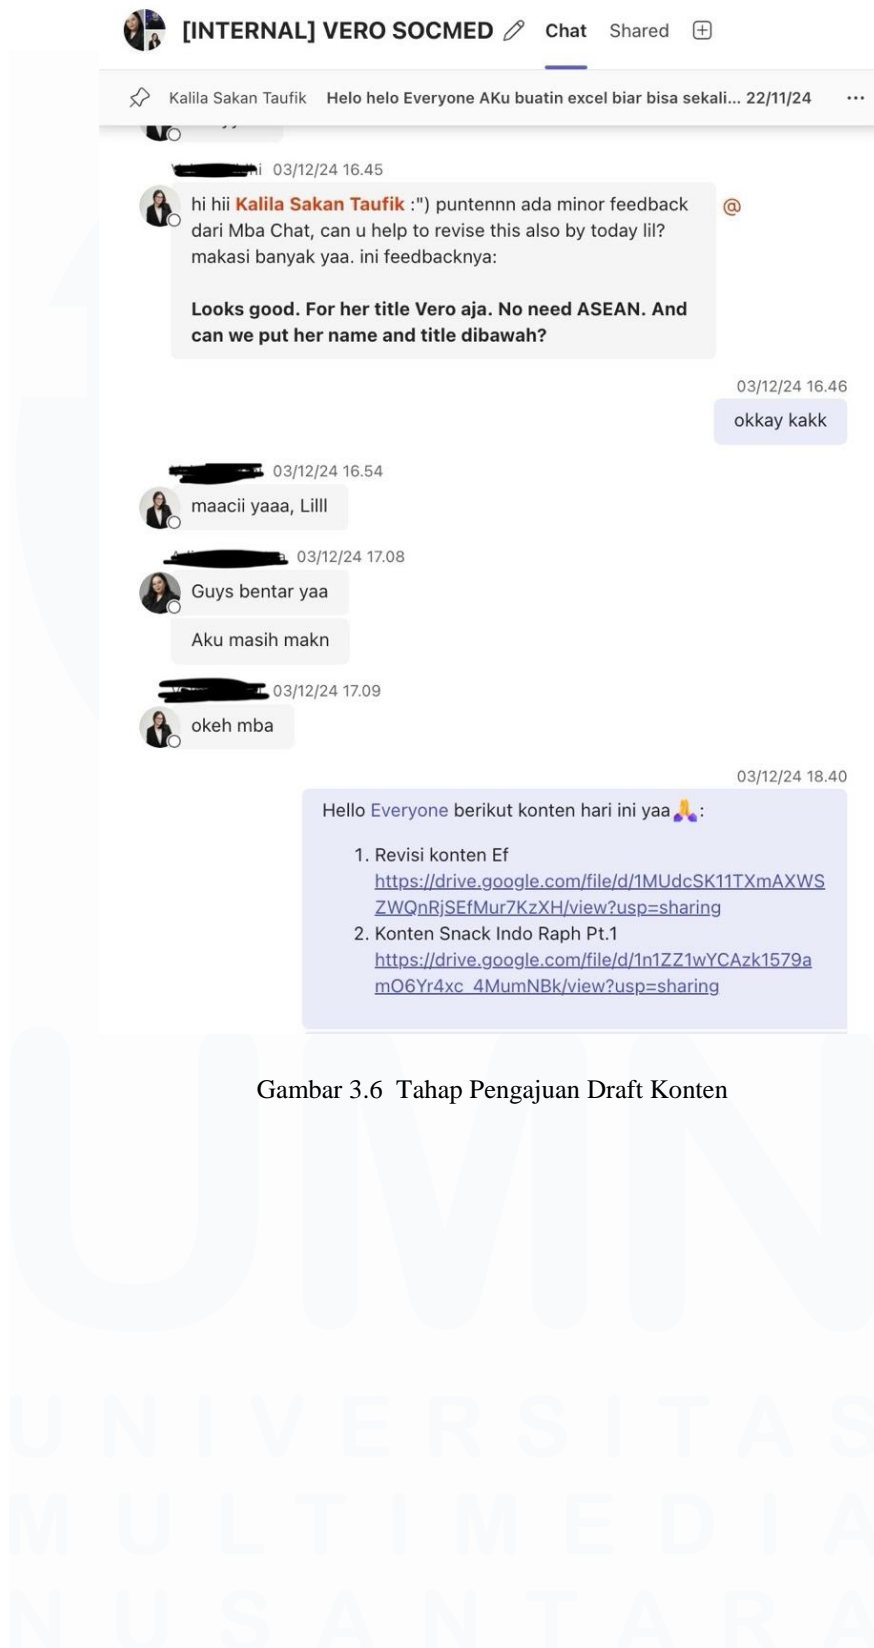 [INTERNAL] VERO SOCMED Chat Shared
Kalila Sakan Taufik Helo helo Everyone AKu buatin excel biar bisa sekali... 22/11/24
03/12/24 16.45
hi hii Kalila Sakan Taufik :") puntennn ada minor feedback @
dari Mba Chat, can u help to revise this also by today lil?
makasi banyak yaa. ini feedbacknya:
Looks good. For her title Vero aja. No need ASEAN. And
can we put her name and title dibawah?
03/12/24 16.46
okkay kakk
03/12/24 16.54
maacii yaaa, Lilll
03/12/24 17.08
Guys bentar yaa
Aku masih makn
03/12/24 17.09
okeh mba
03/12/24 18.40
Hello Everyone berikut konten hari ini yaa🙏:
1. Revisi konten Ef
https://drive.google.com/file/d/1MUdcSK11TXmAXWS
ZWQnRjSEfMur7KzXH/view?usp=sharing
2. Konten Snack Indo Raph Pt.1
https://drive.google.com/file/d/1n1ZZ1wYCAzk1579a
mO6Yr4xc_4MumNBk/view?usp=sharing
Gambar 3.6 Tahap Pengajuan Draft Konten
UMN
UNIVERSITAS
MULTIMEDIA
NUSANTARA